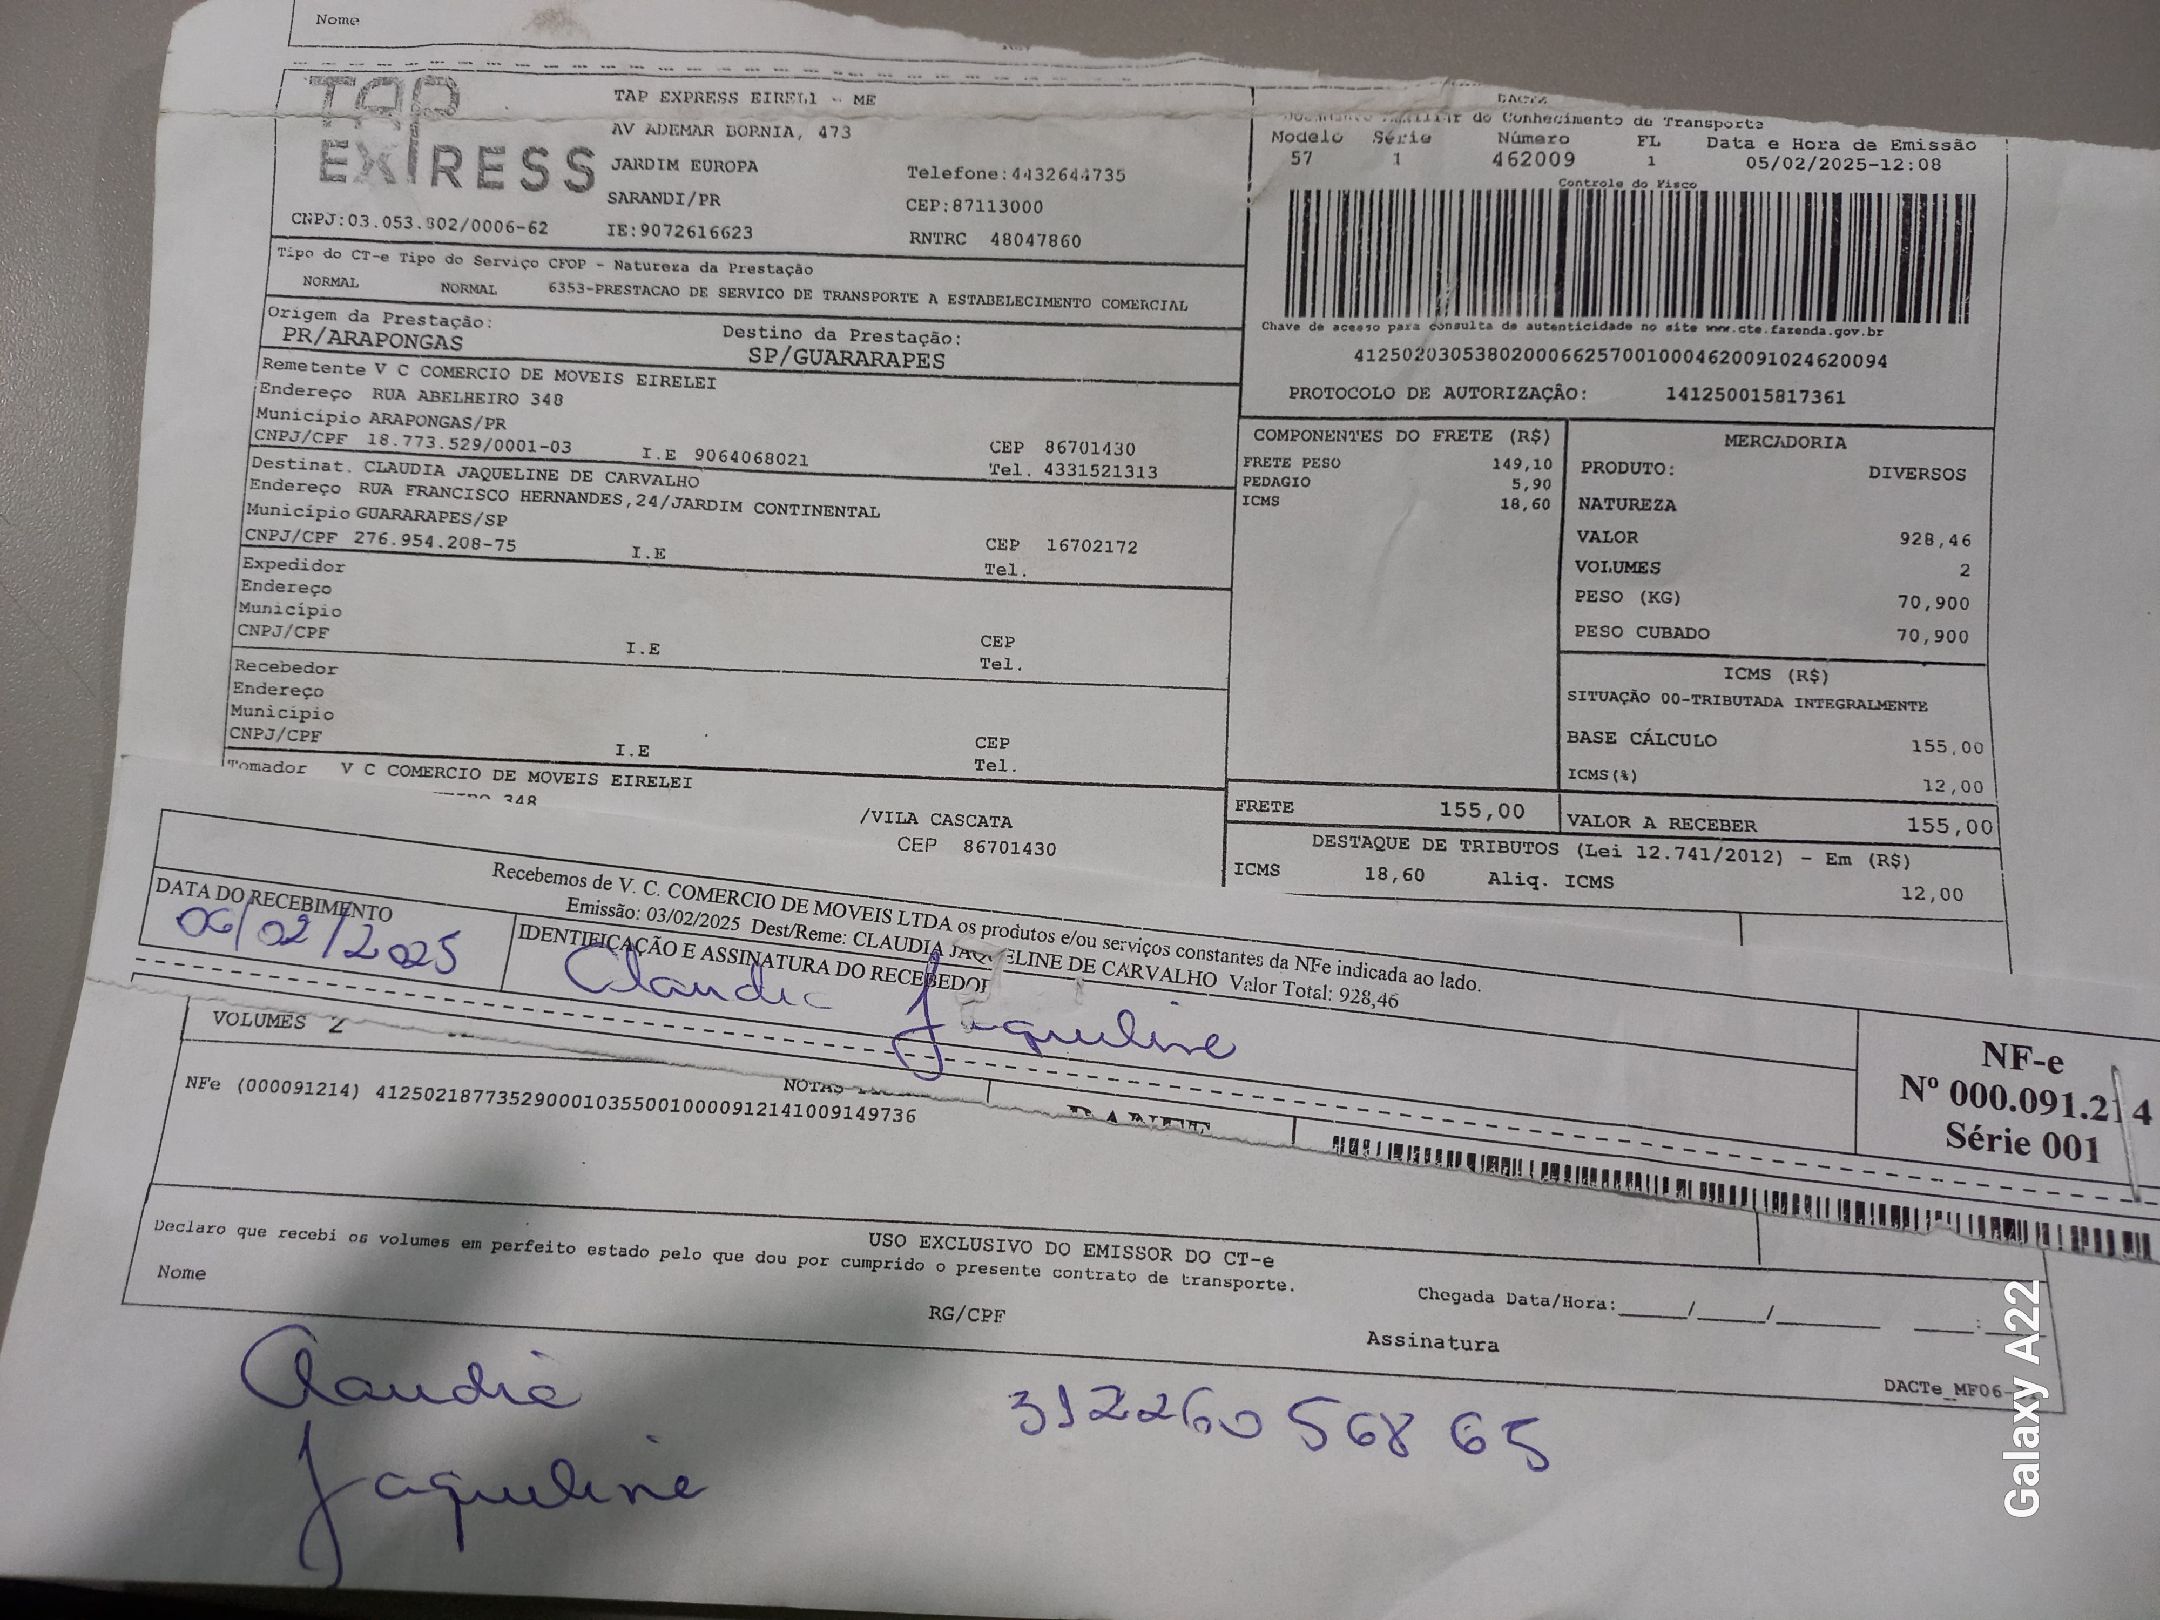 Nome
TAP
EXPRESS
TAP EXPRESS EIRELI - ME
AV ADEMAR BORNIA, 473
JARDIM EUROPA
Telefone:4432644735
SARANDI/PR
CEP:87113000
CNPJ:03.053.802/0006-62
IE:9072616623
RNTRC 48047860
DACTE
do Conhecimento de Transporte
Modelo Série Número FL Data e Hora de Emissão
57 1 462009 1 05/02/2025-12:08
Controle do Fisco
Chave de acesso para consulta de autenticidade no site www.cte.fazenda.gov.br
41250203053802000662570010004620091024620094
PROTOCOLO DE AUTORIZAÇÃO: 141250015817361
Tipo do CT-e Tipo do Serviço CFOP - Natureza da Prestação
NORMAL NORMAL 6353-PRESTACAO DE SERVICO DE TRANSPORTE A ESTABELECIMENTO COMERCIAL
Origem da Prestação: Destino da Prestação:
PR/ARAPONGAS SP/GUARARAPES
Remetente V C COMERCIO DE MOVEIS EIRELEI
Endereço RUA ABELHEIRO 348
Município ARAPONGAS/PR CEP 86701430
CNPJ/CPF 18.773.529/0001-03 I.E 9064068021 Tel. 4331521313
Destinat. CLAUDIA JAQUELINE DE CARVALHO
Endereço RUA FRANCISCO HERNANDES,24/JARDIM CONTINENTAL
Município GUARARAPES/SP CEP 16702172
CNPJ/CPF 276.954.208-75 I.E Tel.
Expedidor
Endereço
Município CEP
CNPJ/CPF I.E Tel.
Recebedor
Endereço
Município CEP
CNPJ/CPF I.E Tel.
Tomador V C COMERCIO DE MOVEIS EIRELEI
348 /VILA CASCATA
CEP 86701430
COMPONENTES DO FRETE (R$)
FRETE PESO 149,10
PEDAGIO 5,90
ICMS 18,60
MERCADORIA
PRODUTO: DIVERSOS
NATUREZA
VALOR 928,46
VOLUMES 2
PESO (KG) 70,900
PESO CUBADO 70,900
ICMS (R$)
SITUAÇÃO 00-TRIBUTADA INTEGRALMENTE
BASE CÁLCULO 155,00
ICMS(%) 12,00
FRETE 155,00 VALOR A RECEBER 155,00
DESTAQUE DE TRIBUTOS (Lei 12.741/2012) - Em (R$)
ICMS 18,60 Aliq. ICMS 12,00
Recebemos de V. C. COMERCIO DE MOVEIS LTDA os produtos e/ou serviços constantes da NFe indicada ao lado.
Emissão: 03/02/2025 Dest/Reme: CLAUDIA JAQUELINE DE CARVALHO Valor Total: 928,46
DATA DO RECEBIMENTO
06/02/2025
IDENTIFICAÇÃO E ASSINATURA DO RECEBEDOR
Claudia Jaqueline
NF-e
Nº 000.091.214
Série 001
VOLUMES 2
NOTAS
NFe (000091214) 41250218773529000103550010000912141009149736
USO EXCLUSIVO DO EMISSOR DO CT-e
Declaro que recebi os volumes em perfeito estado pelo que dou por cumprido o presente contrato de transporte.
Nome RG/CPF Assinatura Chegada Data/Hora:_____/_____/________ ____:____
DACTe_MF06-
Claudia
Jaqueline
312260 568 65
Galaxy A22